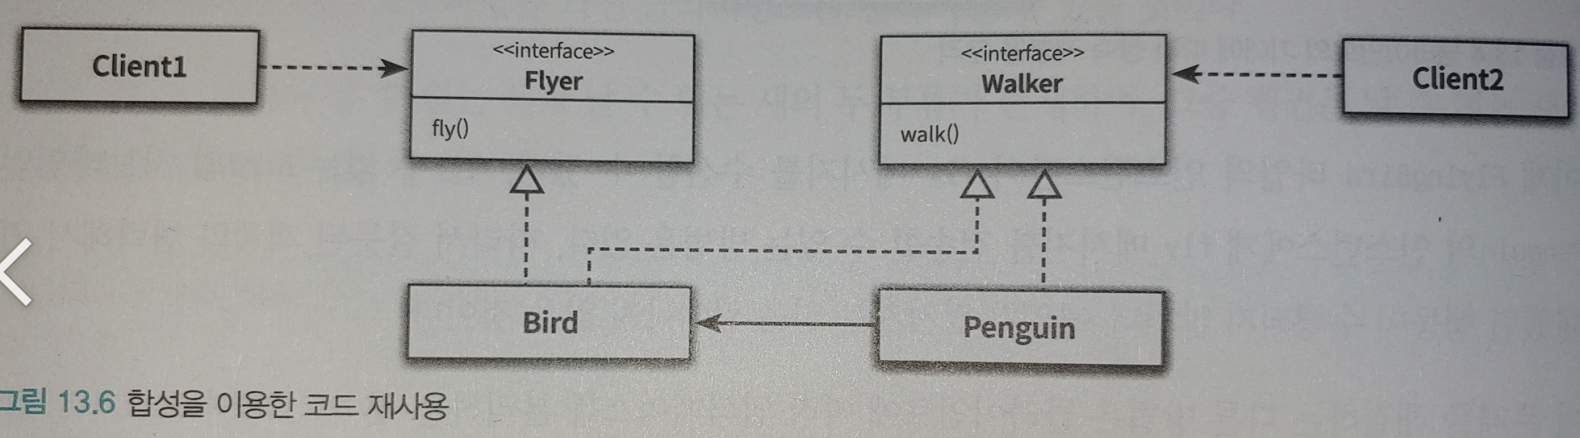 Client1
<<interface>>
Flyer
fly()
<<interface>>
Walker
walk()
Client2
Bird
Penguin
그림 13.6 합성을 이용한 코드 재사용